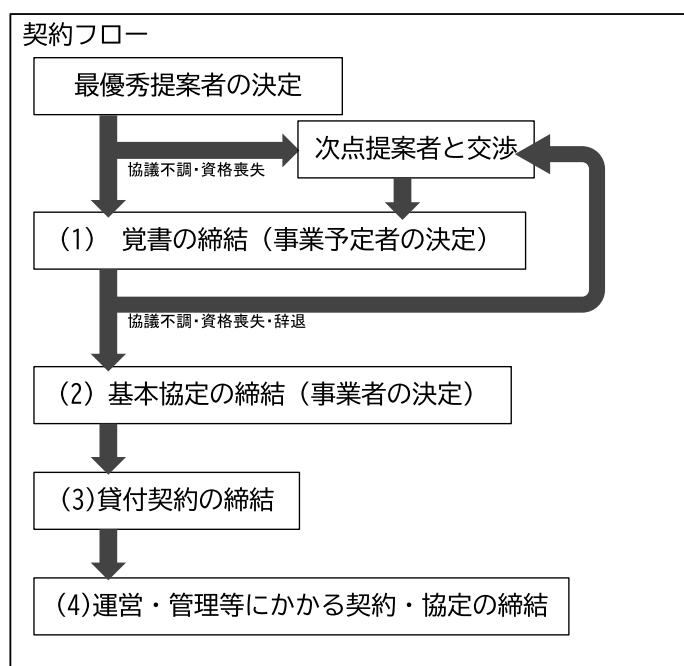 契約フロー
最優秀提案者の決定
次点提案者と交渉
協議不調・資格喪失
(1) 覚書の締結（事業予定者の決定）
協議不調・資格喪失・辞退
(2) 基本協定の締結（事業者の決定）
(3)貸付契約の締結
(4)運営・管理等にかかる契約・協定の締結